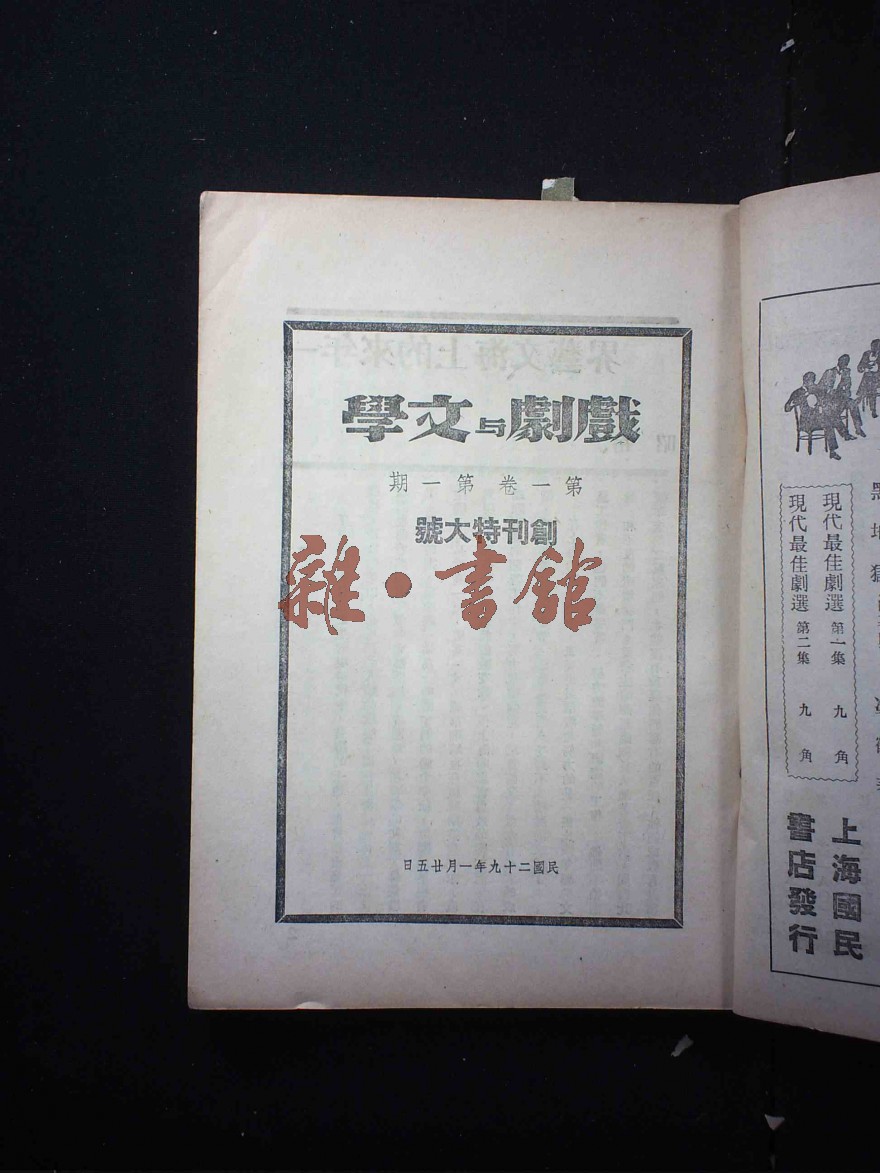 戲劇与文學
第一卷第一期
創刊特大號
雜·書館
民國二十九年一月廿五日
現代最佳劇選 第一集 九角
現代最佳劇選 第二集 九角
上海國民
書店發行